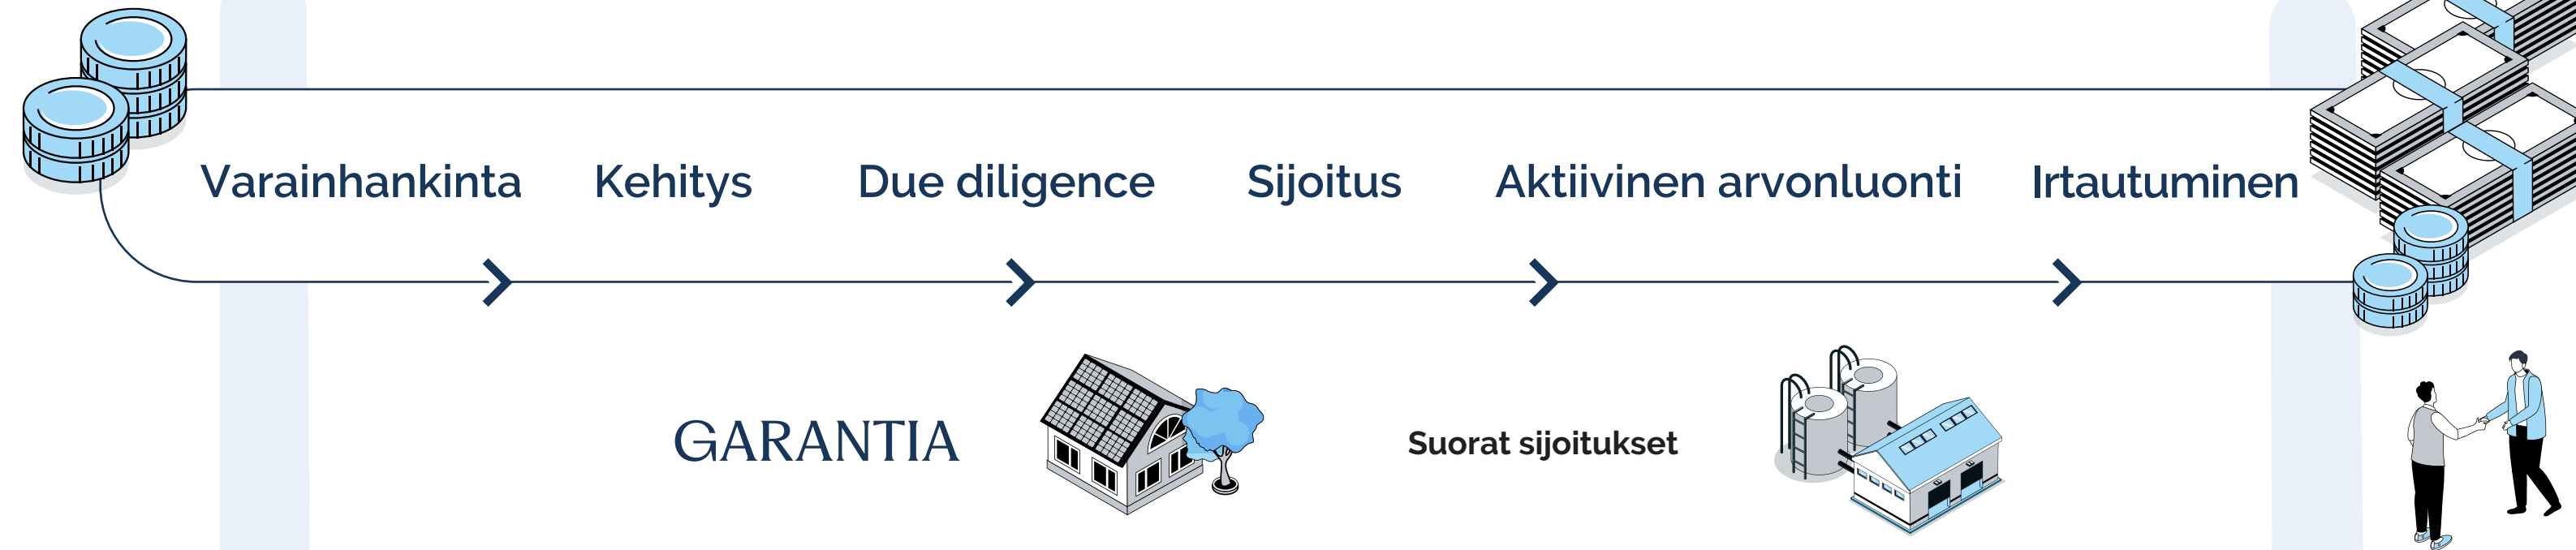 Varainhankinta Kehitys Due diligence Sijoitus Aktiivinen arvonluonti Irtautuminen
GARANTIA Suorat sijoitukset